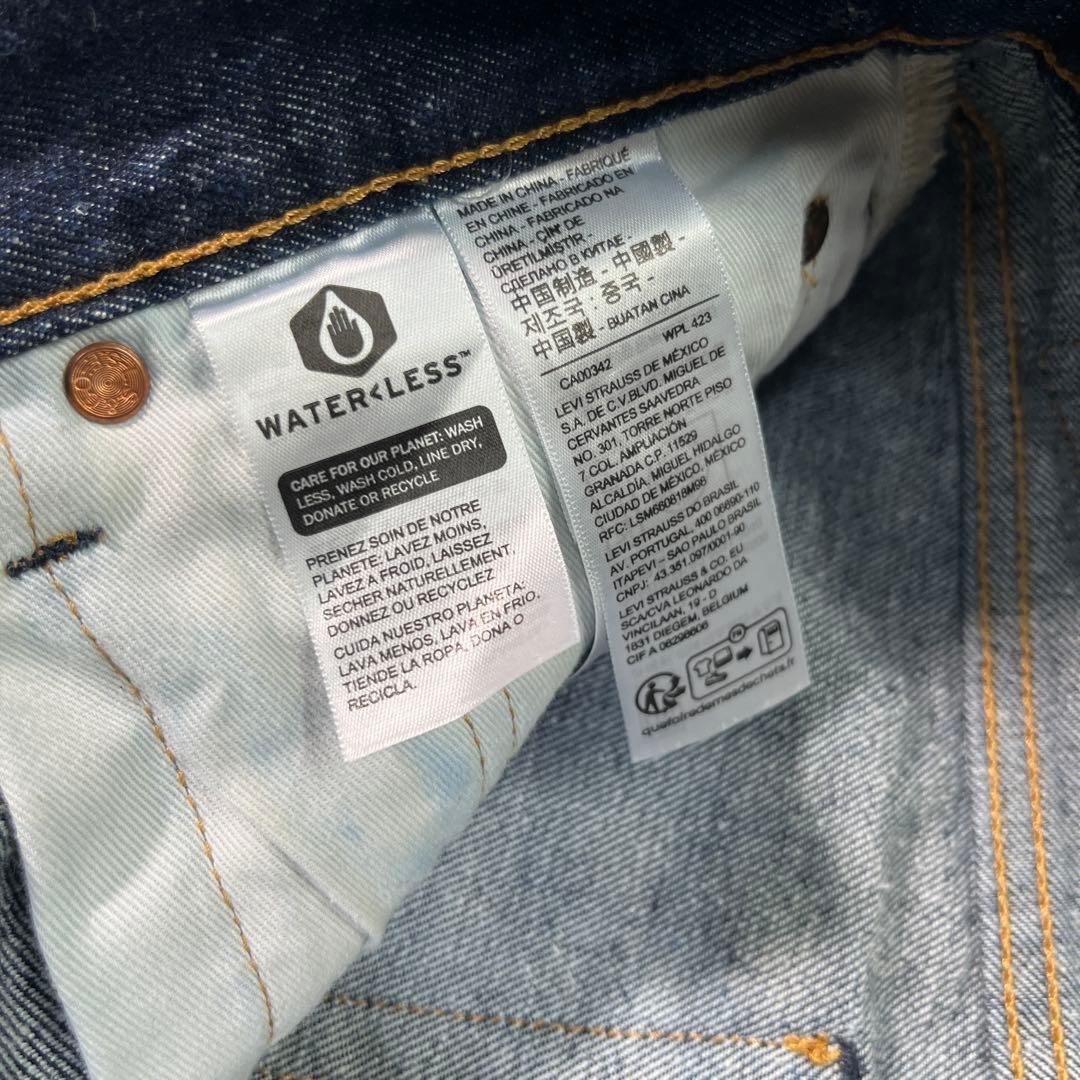 WATER<LESS™
CARE FOR OUR PLANET: WASH
LESS, WASH COLD, LINE DRY,
DONATE OR RECYCLE
PRENEZ SOIN DE NOTRE
PLANETE: LAVEZ MOINS,
LAVEZ A FROID, LAISSEZ
SECHER NATURELLEMENT,
DONNEZ OU RECYCLEZ
CUIDA NUESTRO PLANETA:
LAVA MENOS, LAVA EN FRIO,
TIENDE LA ROPA, DONA O
RECICLA.
MADE IN CHINA - FABRIQUÉ
EN CHINE - FABRICADO EN
CHINA - FABRICADO NA
CHINA - ÇIN' DE
ÜRETILMİSTIR -
СДЕЛАНО В КИТАЕ -
中国制造 - 中國製 -
제조국 : 중국 -
中国製 - BUATAN CINA
CA00342 WPL 423
LEVI STRAUSS DE MÉXICO
S.A. DE C.V.BLVD. MIGUEL DE
CERVANTES SAAVEDRA
NO. 301, TORRE NORTE PISO
7 COL. AMPLIACIÓN
GRANADA C.P. 11529
ALCALDÍA, MIGUEL HIDALGO
CIUDAD DE MÉXICO, MÉXICO
RFC: LSM660818M98
LEVI STRAUSS DO BRASIL
AV. PORTUGAL, 400 06690-110
ITAPEVI – SAO PAULO BRASIL
CNPJ: 43.351.097/0001-90
LEVI STRAUSS & CO. EU
SCA/CVA LEONARDO DA
VINCILAAN, 19 - D
1831 DIEGEM, BELGIUM
CIF A 08298606
FR
quefairedemesdechets.fr